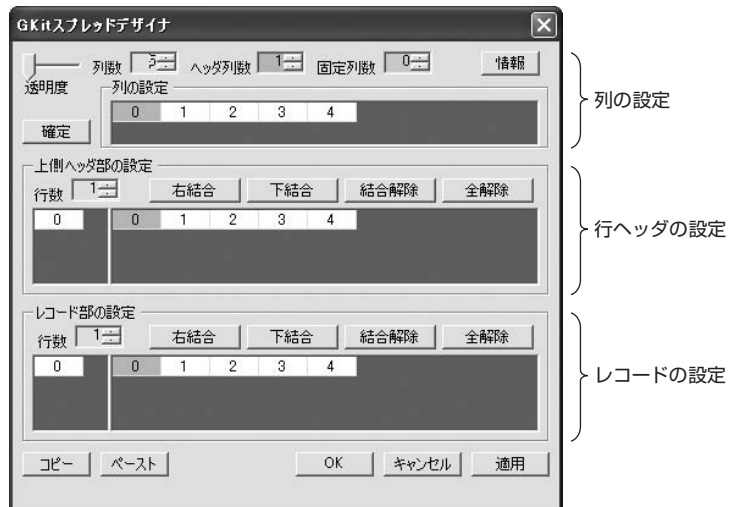 GKitスプレッドデザイナ
列数 5 ヘッダ列数 1 固定列数 0 情報
透明度 列の設定
0 1 2 3 4
確定
列の設定
上側ヘッダ部の設定
行数 1 右結合 下結合 結合解除 全解除
0 0 1 2 3 4
行ヘッダの設定
レコード部の設定
行数 1 右結合 下結合 結合解除 全解除
0 0 1 2 3 4
レコードの設定
コピー ペースト OK キャンセル 適用